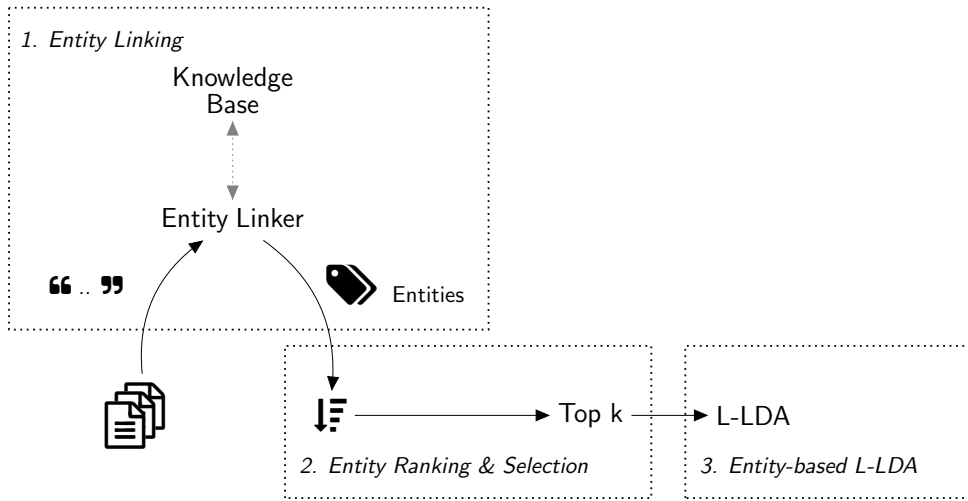 1. Entity Linking
Knowledge
Base
Entity Linker
“ .. ”
Entities
Top k
L-LDA
2. Entity Ranking & Selection
3. Entity-based L-LDA